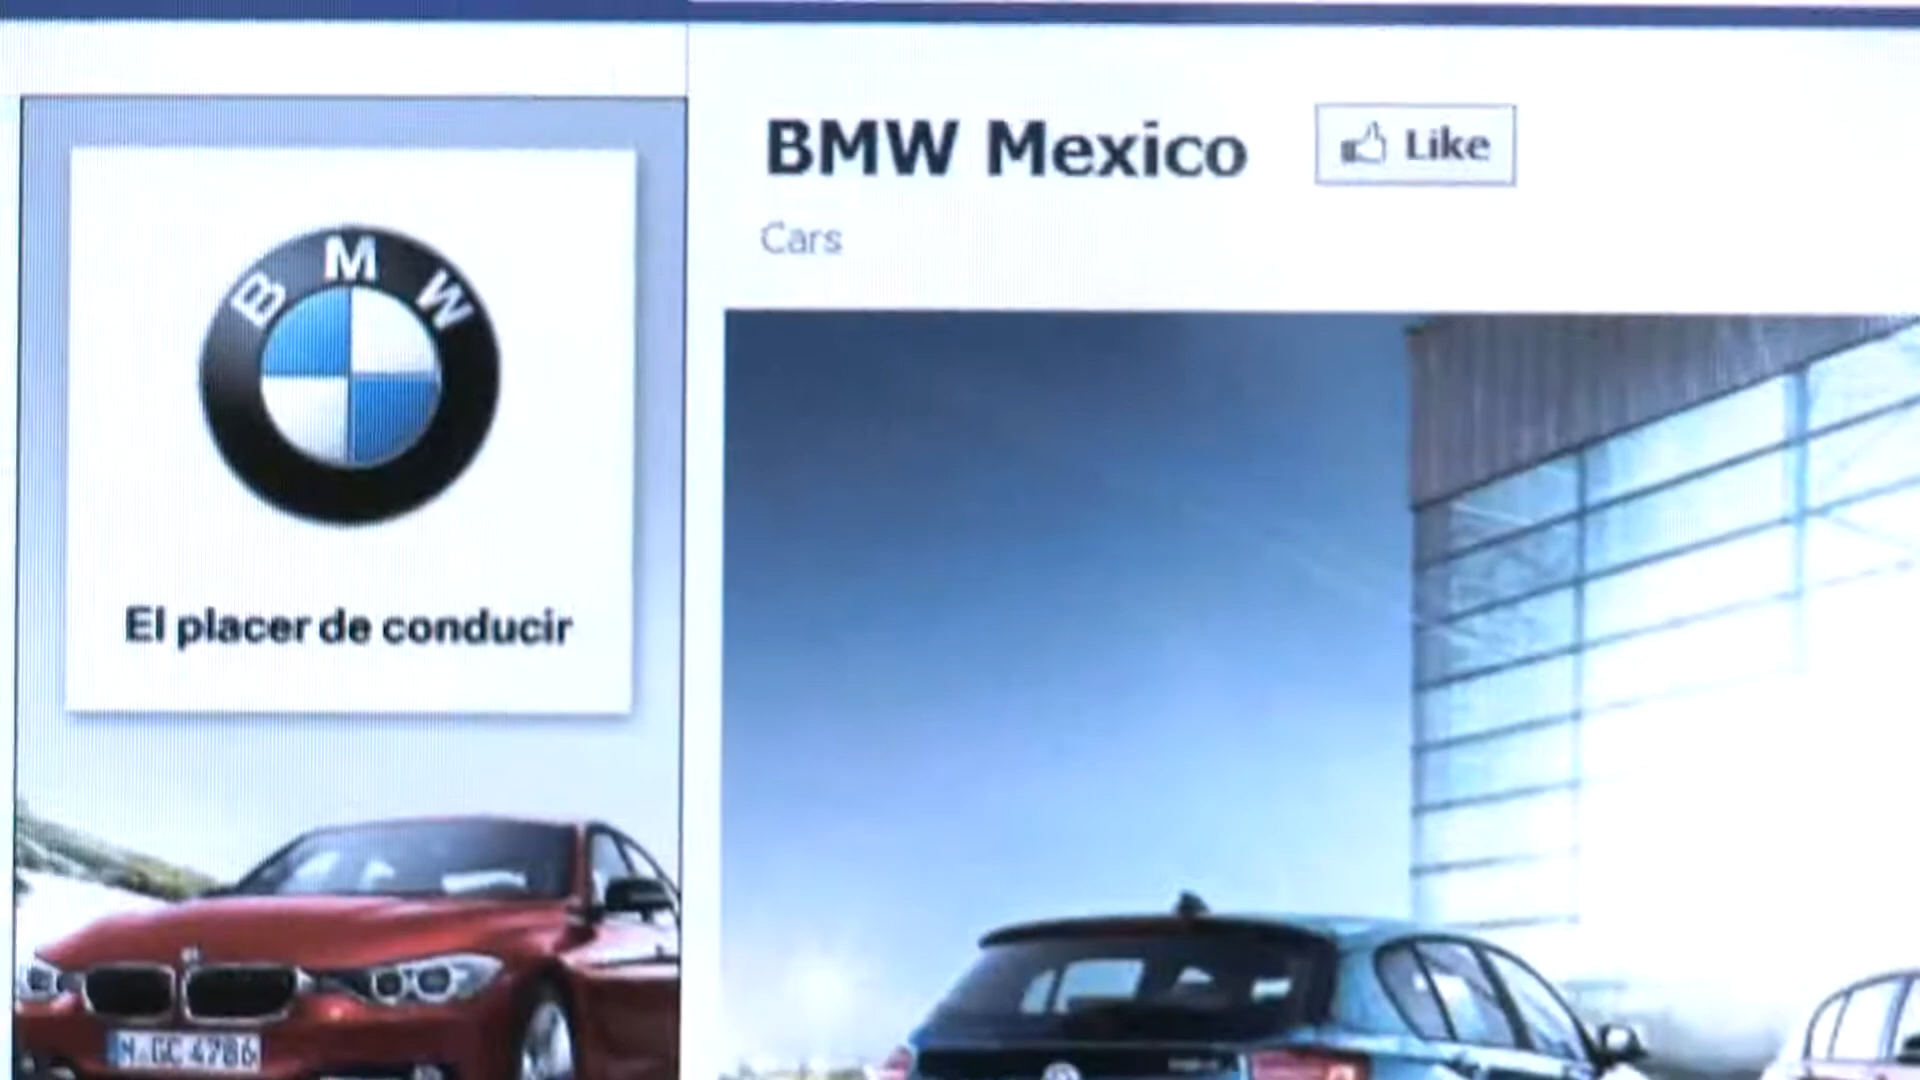 BMW Mexico
Like
Cars
BMW
El placer de conducir
M GC 4786